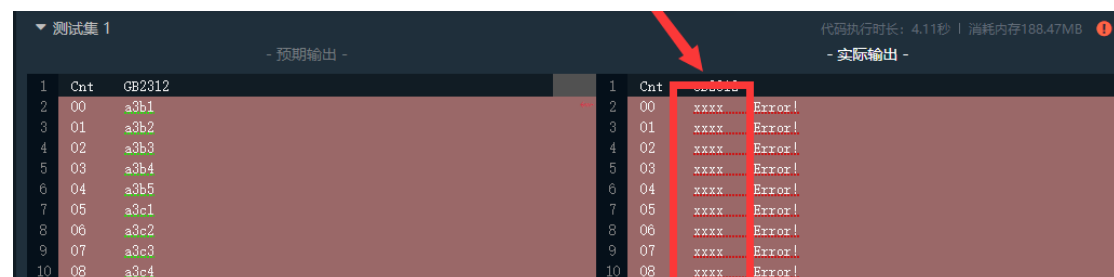 ▼ 测试集 1
代码执行时长：4.11秒 | 消耗内存188.47MB
- 预期输出 -
- 实际输出 -
1 Cnt GB2312 1 Cnt GB2312
2 00 a3b1 2 00 xxxx Error!
3 01 a3b2 3 01 xxxx Error!
4 02 a3b3 4 02 xxxx Error!
5 03 a3b4 5 03 xxxx Error!
6 04 a3b5 6 04 xxxx Error!
7 05 a3c1 7 05 xxxx Error!
8 06 a3c2 8 06 xxxx Error!
9 07 a3c3 9 07 xxxx Error!
10 08 a3c4 10 08 xxxx Error!